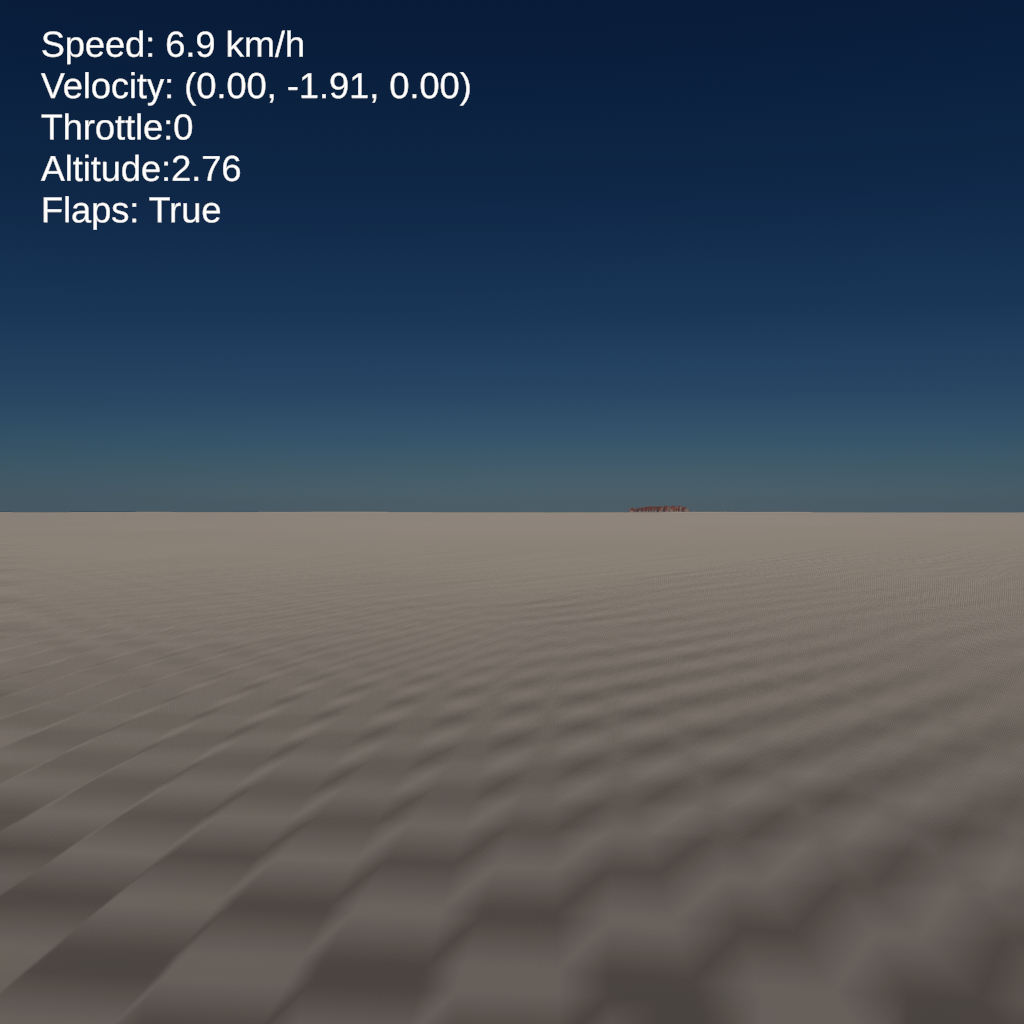 Speed: 6.9 km/h
Velocity: (0.00, -1.91, 0.00)
Throttle:0
Altitude:2.76
Flaps: True